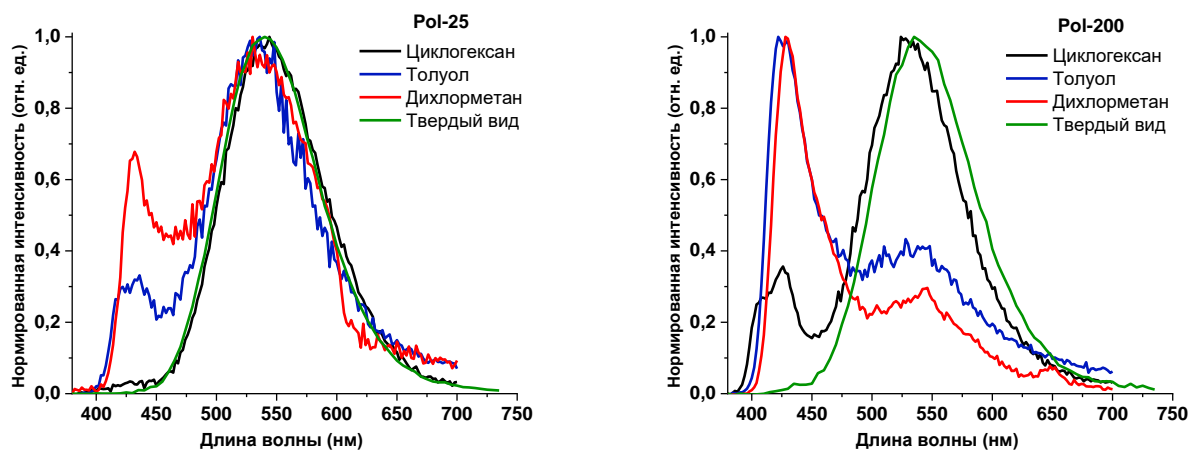 Pol-25
Циклогексан
Толуол
Дихлорметан
Твердый вид
Нормированная интенсивность (отн. ед.)
1,0
0,8
0,6
0,4
0,2
0,0
400 450 500 550 600 650 700 750
Длина волны (нм)
Pol-200
Циклогексан
Толуол
Дихлорметан
Твердый вид
Нормированная интенсивность (отн. ед.)
1,0
0,8
0,6
0,4
0,2
0,0
400 450 500 550 600 650 700 750
Длина волны (нм)